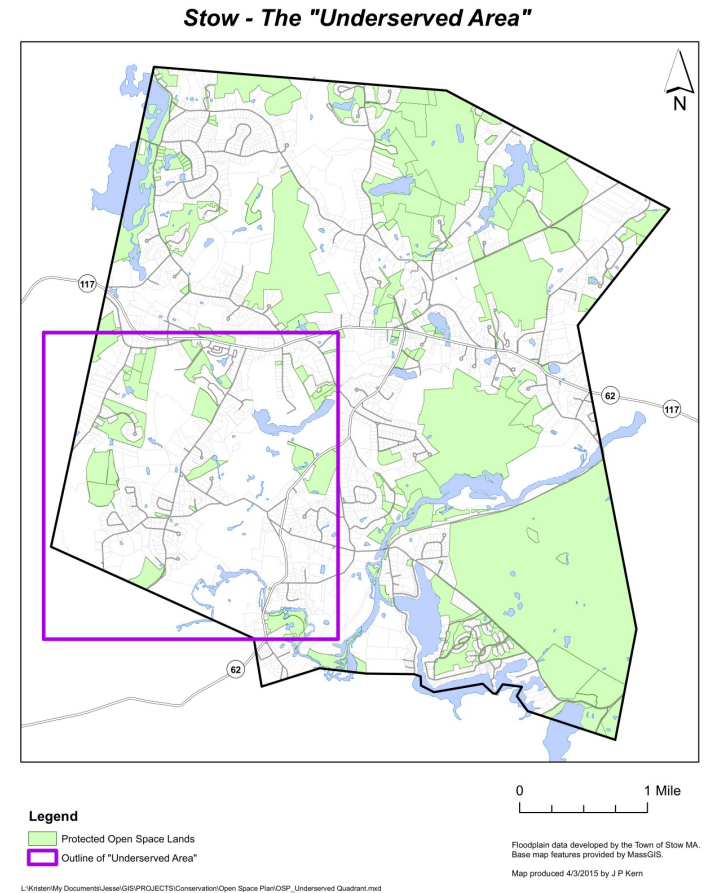 Stow - The "Underserved Area"
N
117
62
117
62
0 1 Mile
Legend
Protected Open Space Lands
Outline of "Underserved Area"
Floodplain data developed by the Town of Stow MA.
Base map features provided by MassGIS.
Map produced 4/3/2015 by J P Kern
L:\Kristen\My Documents\Jesse\GIS\PROJECTS\Conservation\Open Space Plan\OSP_Underserved Quadrant.mxd